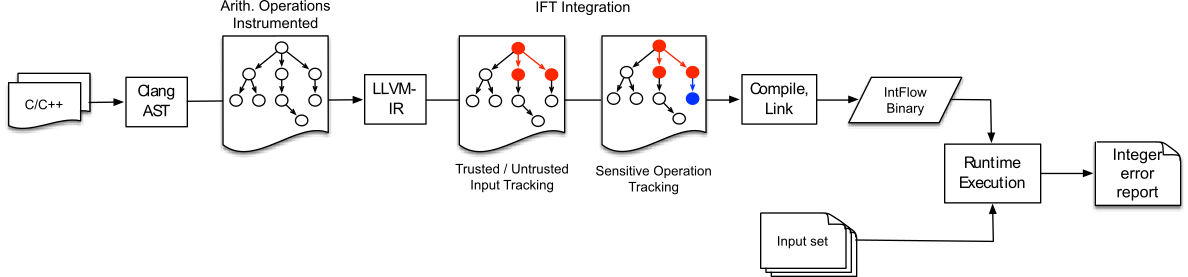 Arith. Operations
Instrumented
IFT Integration
C/C++
Clang
AST
LLVM-
IR
Compile,
Link
IntFlow
Binary
Trusted / Untrusted
Input Tracking
Sensitive Operation
Tracking
Runtime
Execution
Integer
error
report
Input set